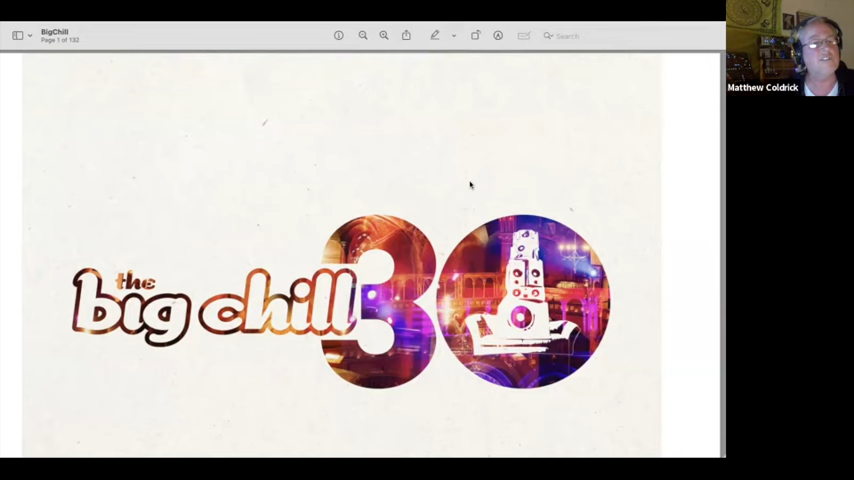 BigChill
Page 1 of 132
Search
Matthew Coldrick
the
big chill 30